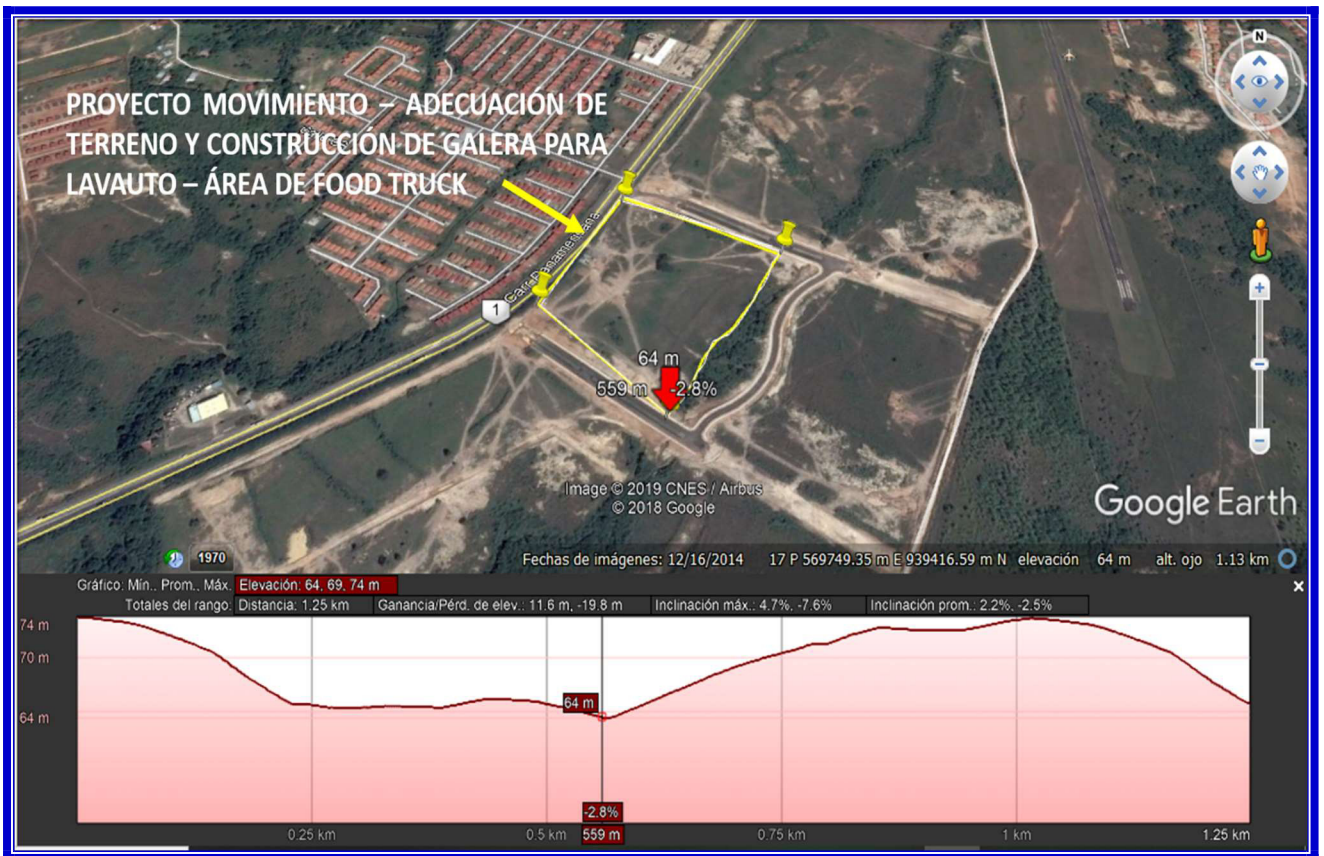 N
PROYECTO MOVIMIENTO – ADECUACIÓN DE
TERRENO Y CONSTRUCCIÓN DE GALERA PARA
LAVAUTO – ÁREA DE FOOD TRUCK
Carr. Panamericana
1
64 m
559 m -2.8%
Image © 2019 CNES / Airbus
© 2018 Google
Google Earth
1970
Fechas de imágenes: 12/16/2014 17 P 569749.35 m E 939416.59 m N elevación 64 m alt. ojo 1.13 km
Gráfico: Mín., Prom., Máx. Elevación: 64, 69, 74 m
Totales del rango: Distancia: 1.25 km Ganancia/Pérd. de elev.: 11.6 m, -19.8 m Inclinación máx.: 4.7%, -7.6% Inclinación prom.: 2.2%, -2.5%
74 m
70 m
64 m
64 m
-2.8%
0.25 km 0.5 km 559 m 0.75 km 1 km 1.25 km